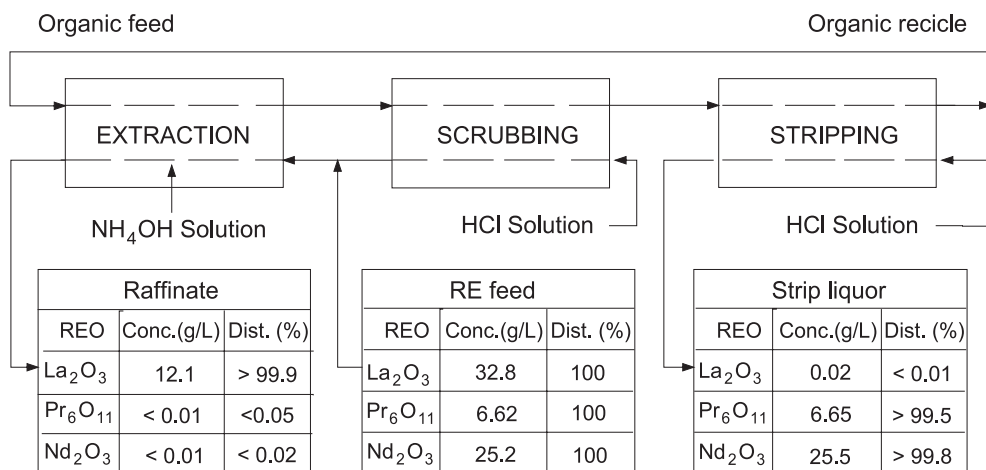 Organic feed Organic recicle
EXTRACTION SCRUBBING STRIPPING
NH₄OH Solution HCl Solution HCl Solution
Raffinate RE feed Strip liquor
REO Conc.(g/L) Dist. (%) REO Conc.(g/L) Dist. (%) REO Conc.(g/L) Dist. (%)
La₂O₃ 12.1 > 99.9 La₂O₃ 32.8 100 La₂O₃ 0.02 < 0.01
Pr₆O₁₁ < 0.01 <0.05 Pr₆O₁₁ 6.62 100 Pr₆O₁₁ 6.65 > 99.5
Nd₂O₃ < 0.01 < 0.02 Nd₂O₃ 25.2 100 Nd₂O₃ 25.5 > 99.8